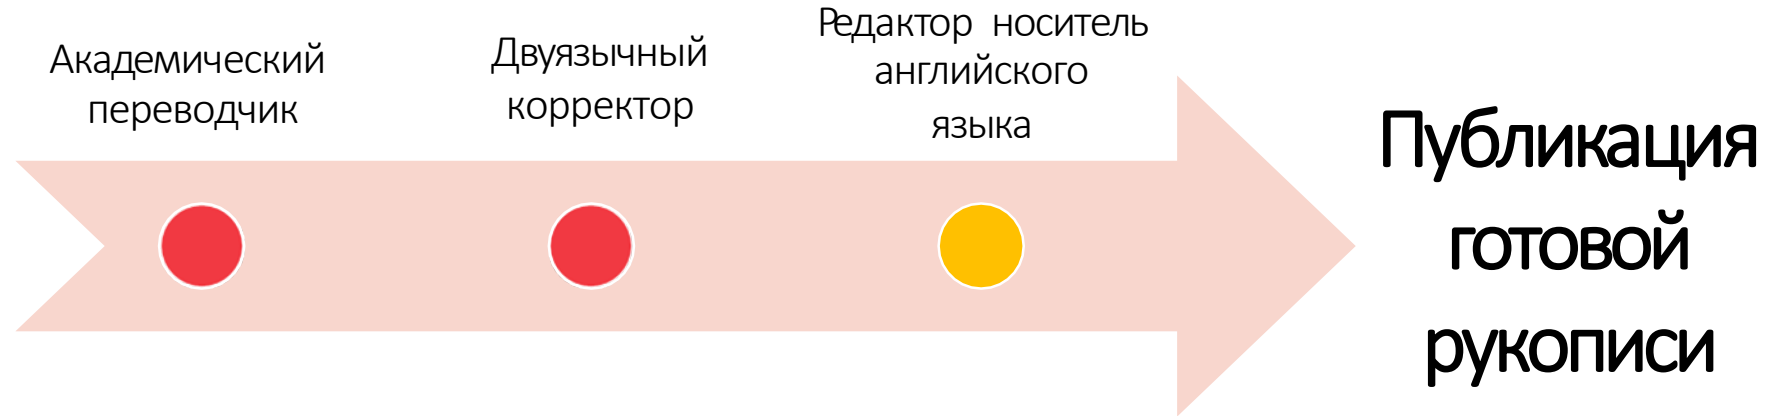 Академический
переводчик
Двуязычный
корректор
Редактор носитель
английского
языка
Публикация
готовой
рукописи